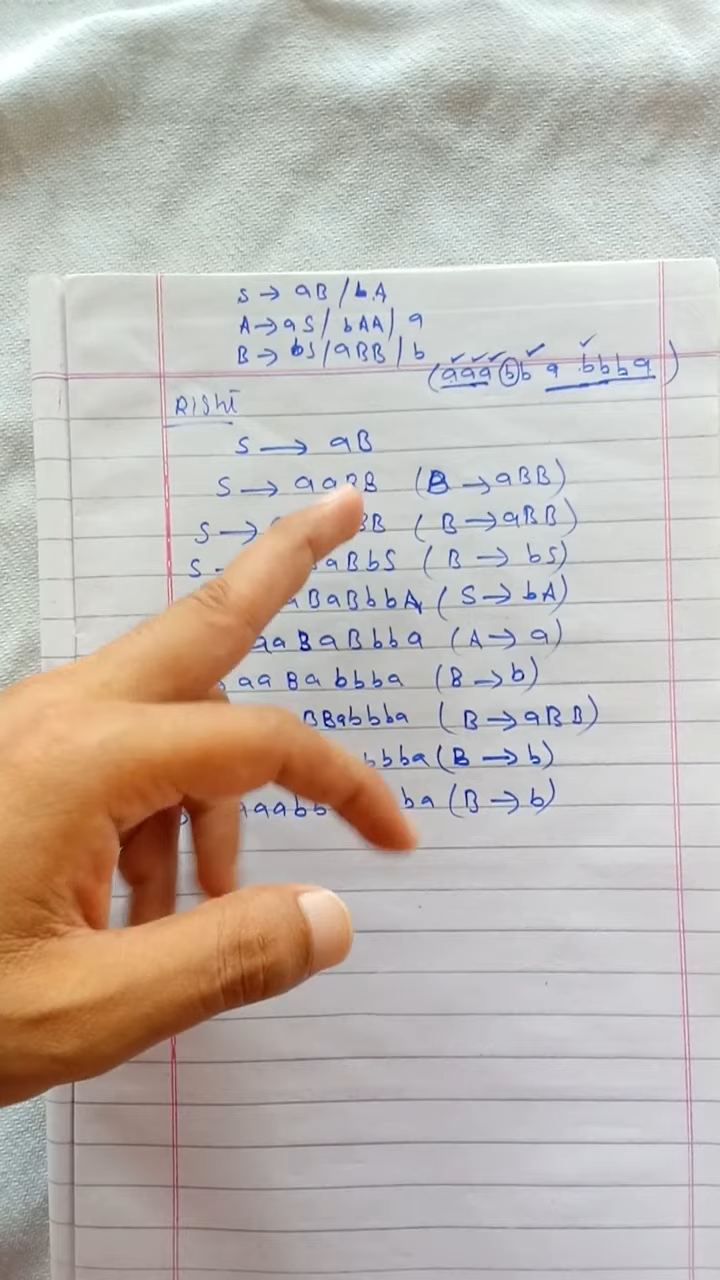 S → aB / bA
A → aS / bAA / a
B → bS / aBB / b
(aaabbabbba)
Right
S → aB
S → aaBB (B → aBB)
S → BB (B → aBB)
S - aBbS (B → bS)
aBaBbbA (S → bA)
aaBaBbba (A → a)
aaBabbba (B → b)
BBabbba (B → aBB)
bbba (B → b)
aaabb ba (B → b)